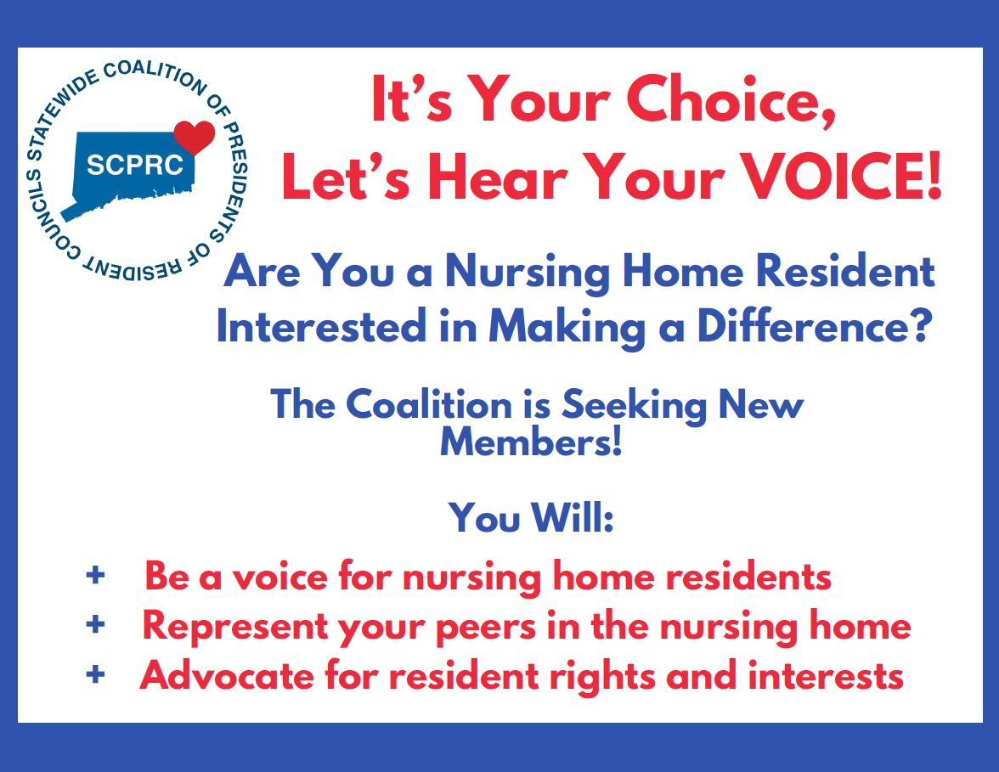 STATEWIDE COALITION OF PRESIDENTS OF RESIDENT COUNCILS
SCPRC
It’s Your Choice,
Let’s Hear Your VOICE!
Are You a Nursing Home Resident
Interested in Making a Difference?
The Coalition is Seeking New
Members!
You Will:
+ Be a voice for nursing home residents
+ Represent your peers in the nursing home
+ Advocate for resident rights and interests